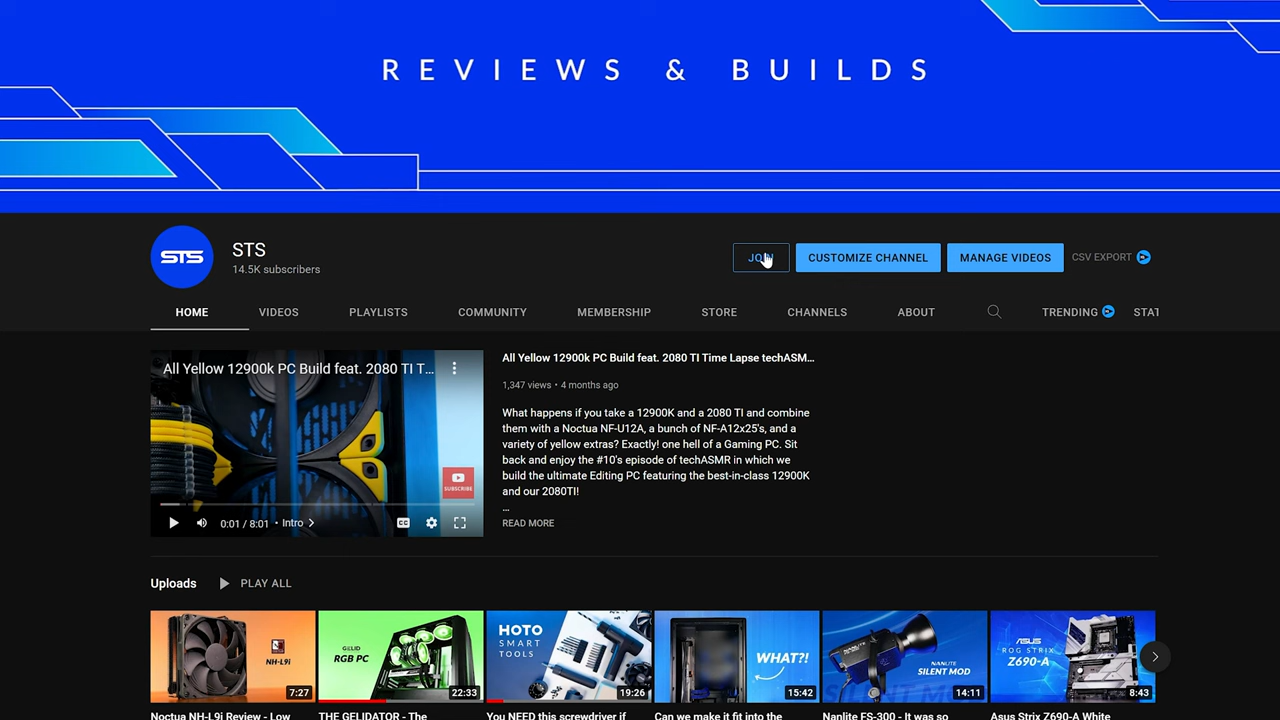 REVIEWS & BUILDS
STS
STS
14.5K subscribers
JOIN
CUSTOMIZE CHANNEL
MANAGE VIDEOS
CSV EXPORT
HOME
VIDEOS
PLAYLISTS
COMMUNITY
MEMBERSHIP
STORE
CHANNELS
ABOUT
TRENDING
STAT
All Yellow 12900k PC Build feat. 2080 TI T...
SUBSCRIBE
0:01 / 8:01 • Intro
CC
All Yellow 12900k PC Build feat. 2080 TI Time Lapse techASM...
1,347 views • 4 months ago
What happens if you take a 12900K and a 2080 TI and combine
them with a Noctua NF-U12A, a bunch of NF-A12x25's, and a
variety of yellow extras? Exactly! one hell of a Gaming PC. Sit
back and enjoy the #10's episode of techASMR in which we
build the ultimate Editing PC featuring the best-in-class 12900K
and our 2080TI!
...
READ MORE
Uploads
PLAY ALL
NH-L9i
7:27
GELID
RGB PC
22:33
HOTO
SMART
TOOLS
19:26
WHAT?!
15:42
NANLITE
SILENT MOD
14:11
ASUS
ROG STRIX
Z690-A
8:43
Noctua NH-L9i Review - Low
THE GELIDATOR - The
You NEED this screwdriver if
Can we make it fit into the
Nanlite FS-300 - It was so
Asus Strix Z690-A White